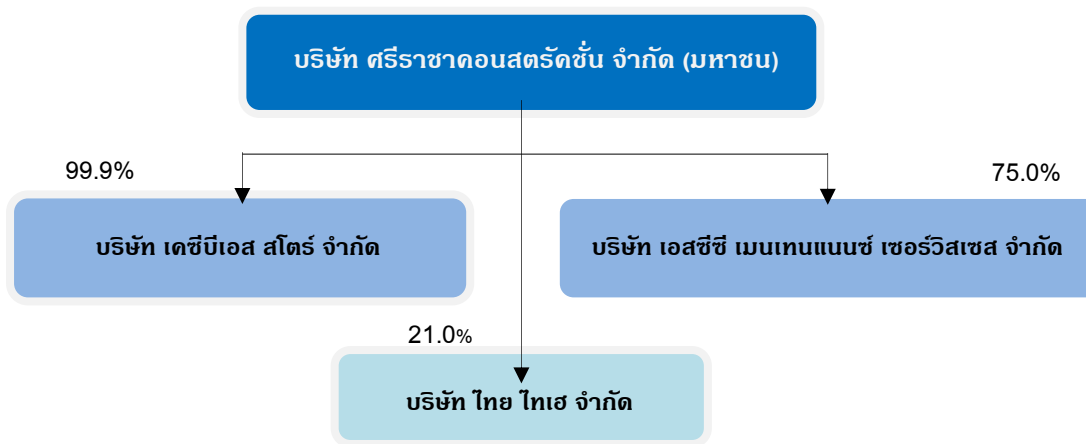 บริษัท ศรีราชาคอนสตรัคชั่น จำกัด (มหาชน)
99.9%
75.0%
บริษัท เคซีบีเอส สโตร์ จำกัด
บริษัท เอสซีซี เมนเทนแนนซ์ เซอร์วิสเซส จำกัด
21.0%
บริษัท ไทย ไทเฮ จำกัด